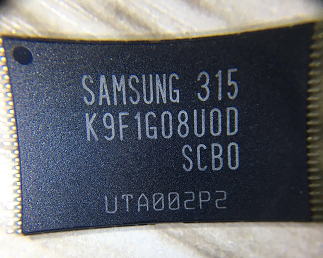 SAMSUNG 315
K9F1G08U0D
SCB0
UTA002P2